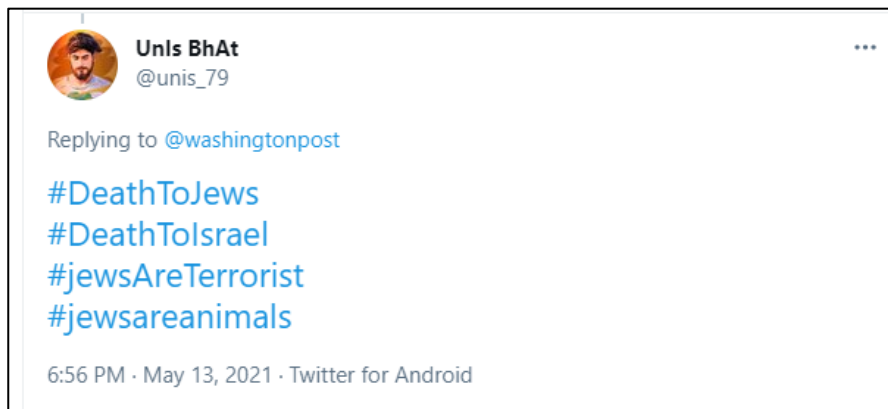 UnIs BhAt
@unis_79
Replying to @washingtonpost
#DeathToJews
#DeathToIsrael
#jewsAreTerrorist
#jewsareanimals
6:56 PM · May 13, 2021 · Twitter for Android